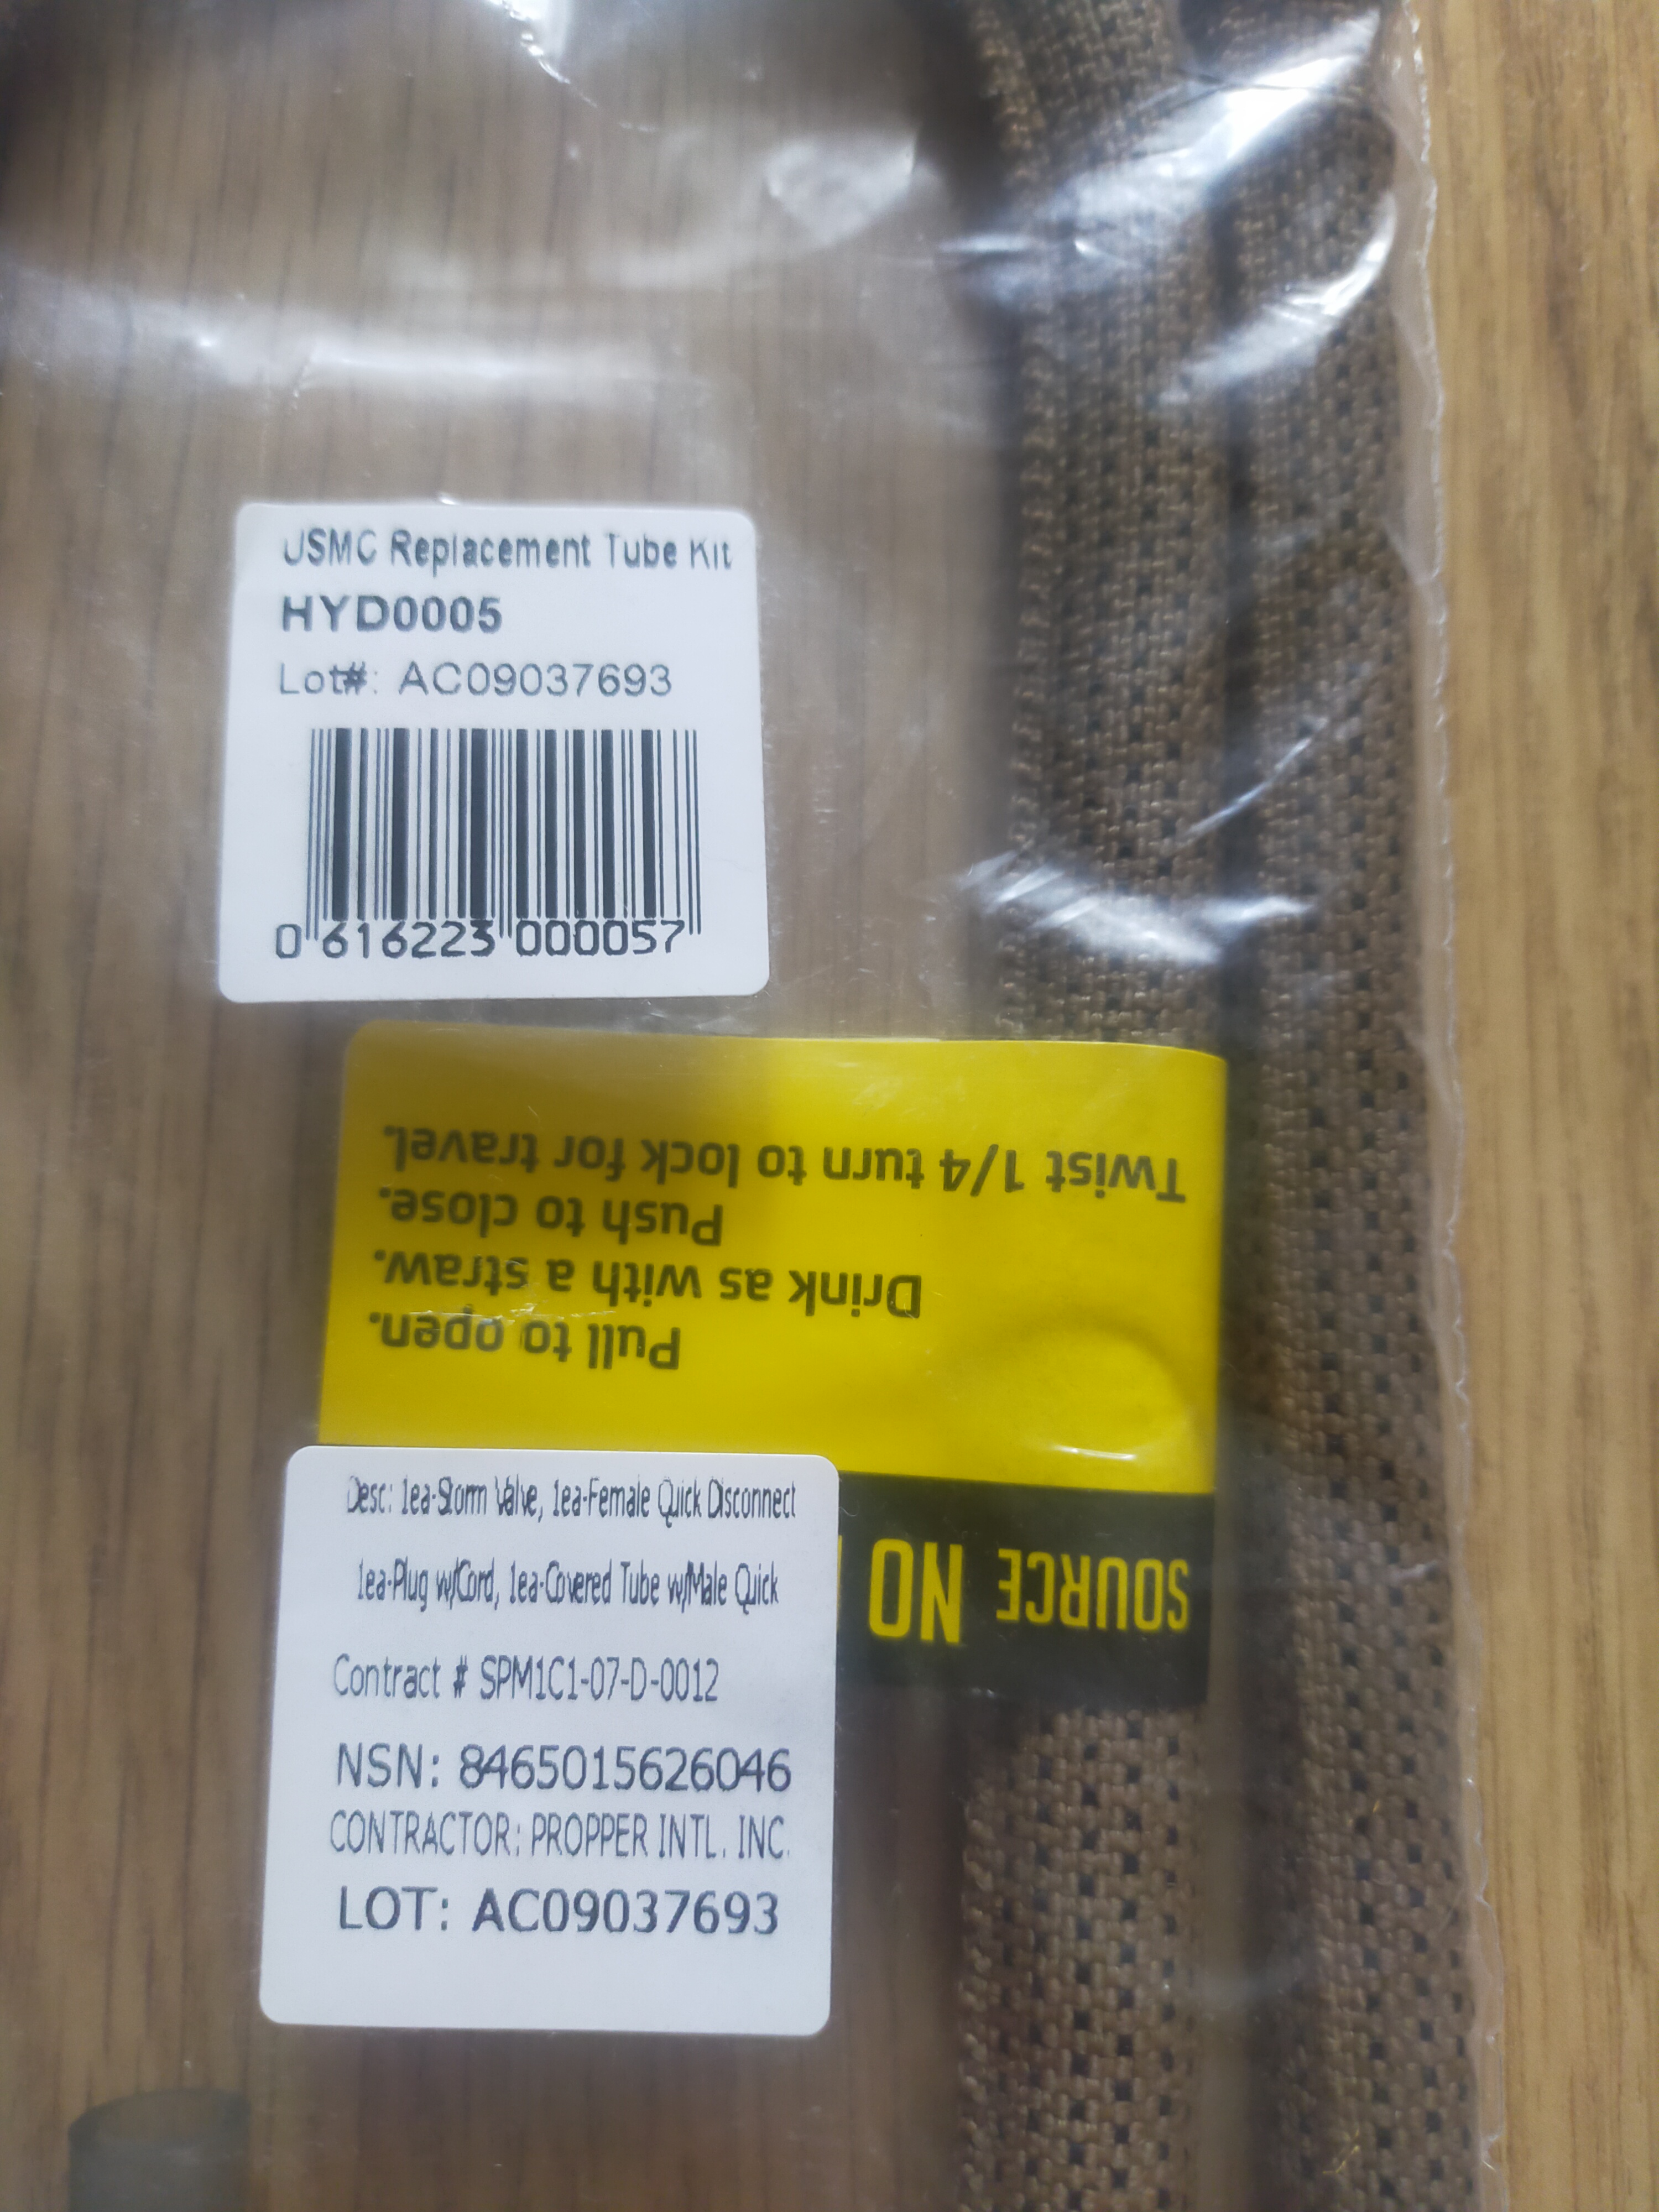 USMC Replacement Tube Kit
HYD0005
Lot#: AC09037693
0 616223 000057
Pull to open.
Drink as with a straw.
Push to close.
Twist 1/4 turn to lock for travel.
SOURCE NO
Desc: 1ea-Storm Valve, 1ea-Female Quick Disconnect
1ea-Plug w/Cord, 1ea-Covered Tube w/Male Quick
Contract # SPM1C1-07-D-0012
NSN: 8465015626046
CONTRACTOR: PROPPER INTL. INC.
LOT: AC09037693